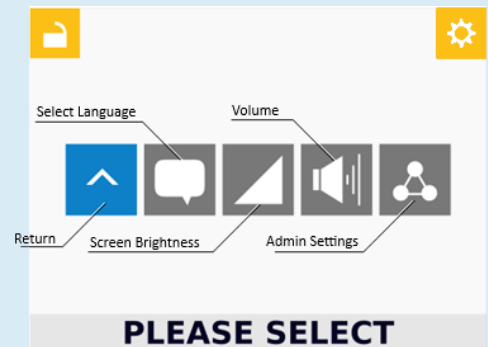 Select Language
Volume
Return
Screen Brightness
Admin Settings
PLEASE SELECT